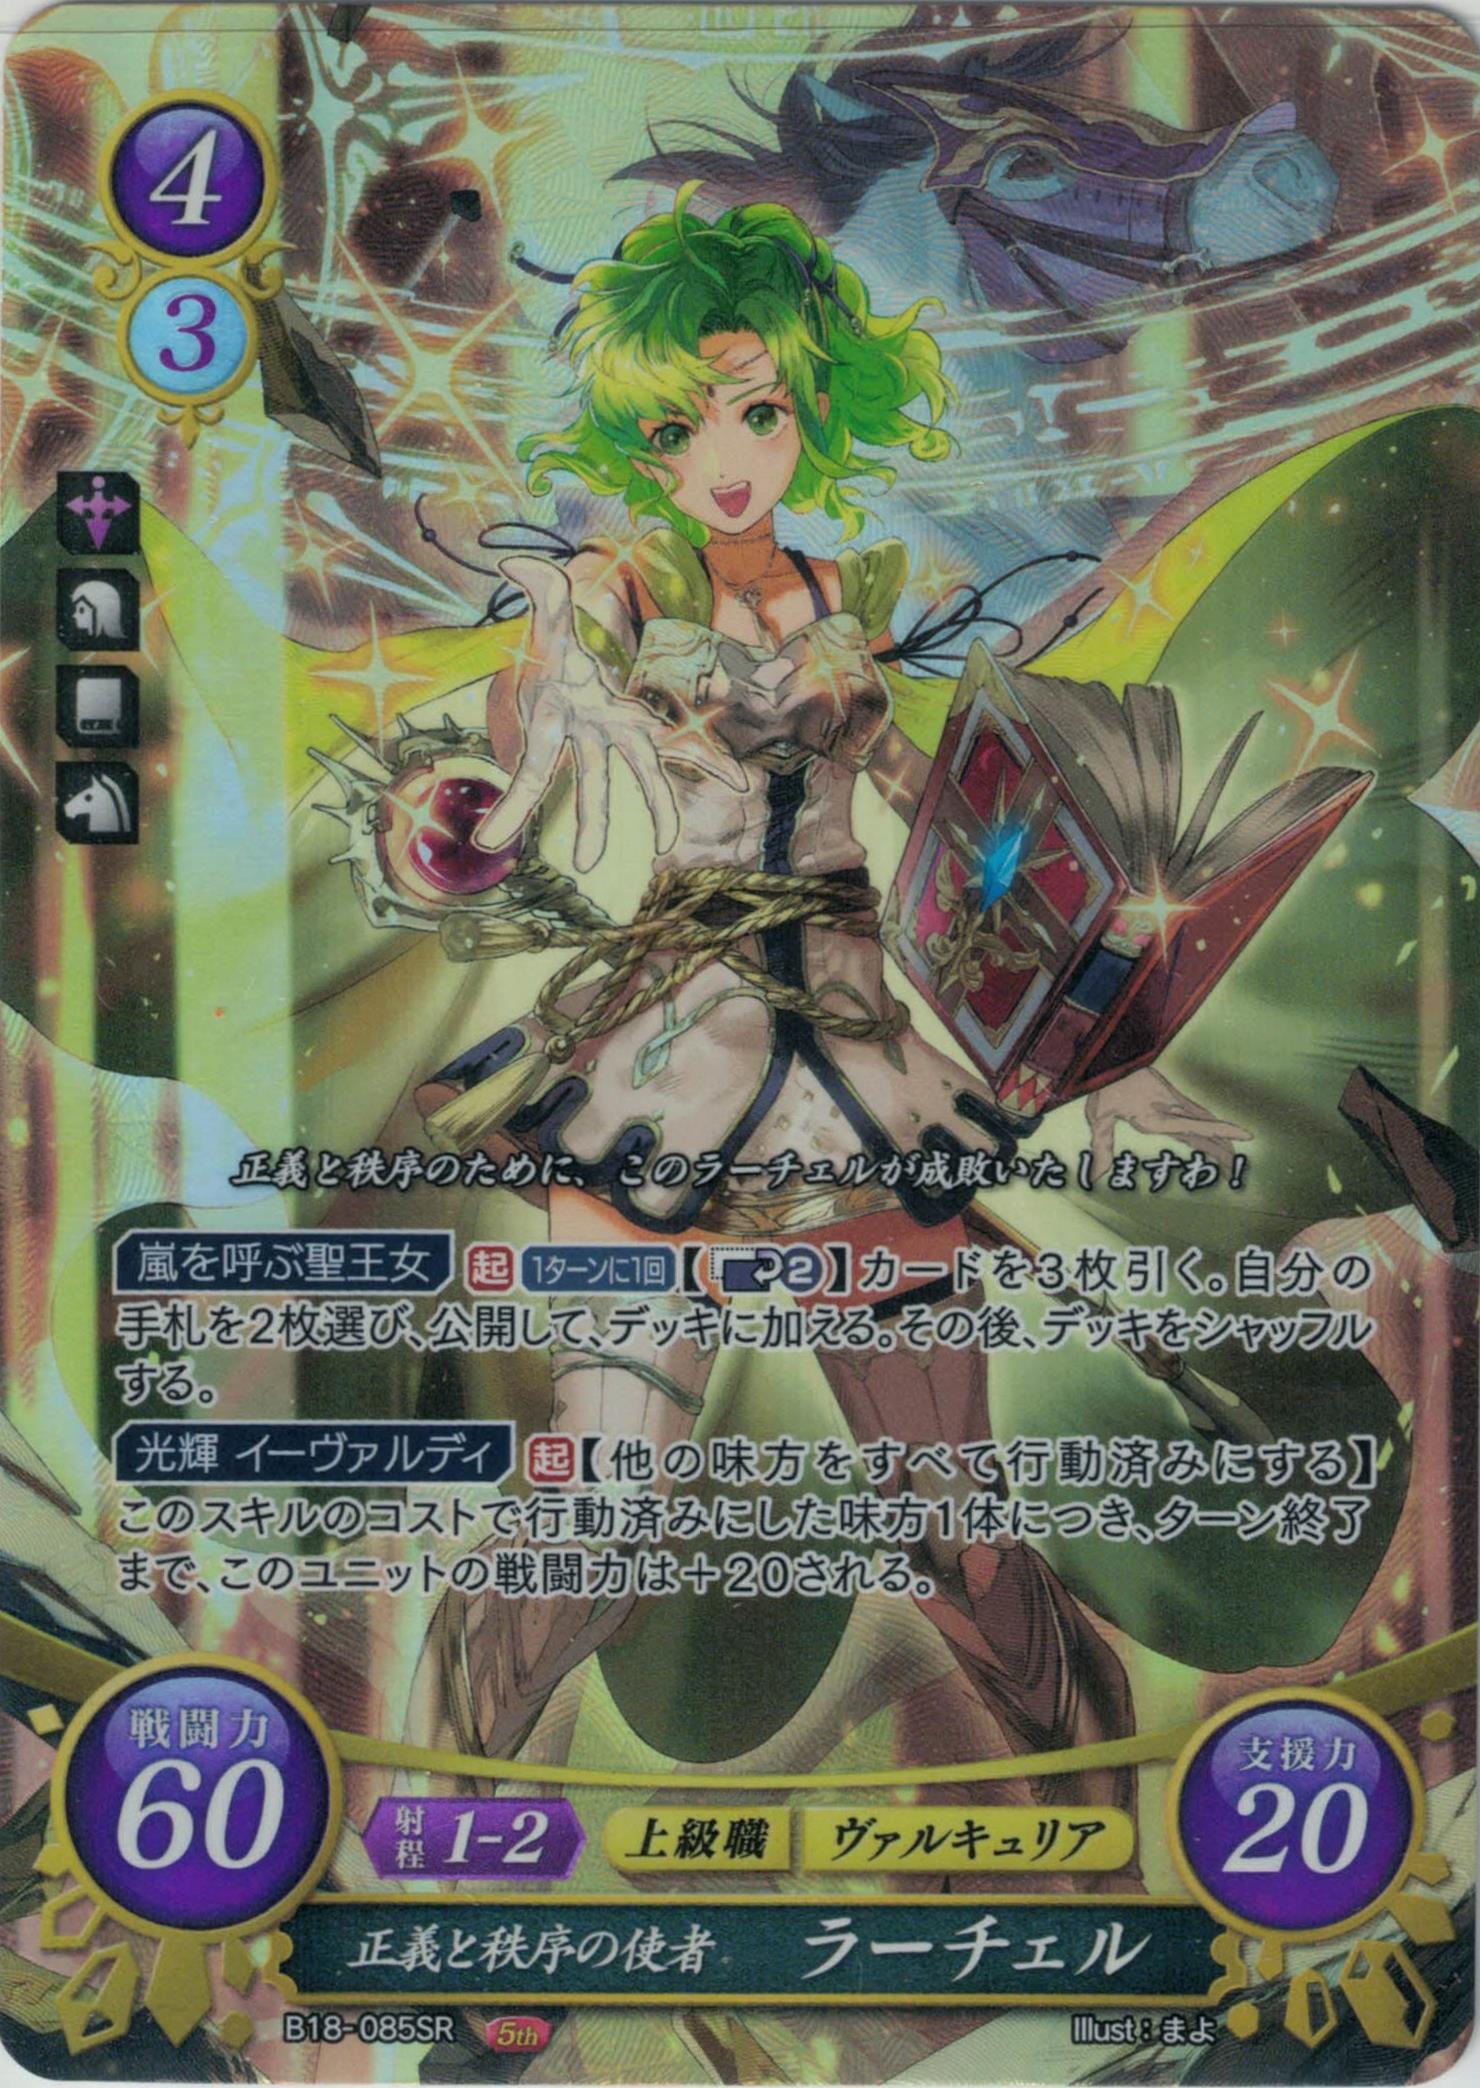 4
3
正義と秩序のために、このラーチェルが成敗いたしますわ！
嵐を呼ぶ聖王女 起 1ターンに1回【 2】カードを3枚引く。自分の
手札を2枚選び、公開して、デッキに加える。その後、デッキをシャッフル
する。
光輝 イーヴァルディ 起【他の味方をすべて行動済みにする】
このスキルのコストで行動済みにした味方1体につき、ターン終了
まで、このユニットの戦闘力は＋20される。
戦闘力
60
射程 1-2
上級職 ヴァルキュリア
支援力
20
正義と秩序の使者 ラーチェル
B18-085SR 5th Illust：まよ